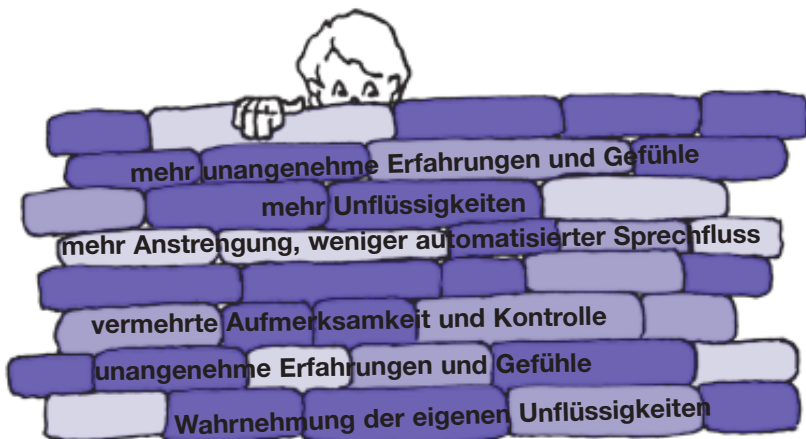 mehr unangenehme Erfahrungen und Gefühle
mehr Unflüssigkeiten
mehr Anstrengung, weniger automatisierter Sprechfluss
vermehrte Aufmerksamkeit und Kontrolle
unangenehme Erfahrungen und Gefühle
Wahrnehmung der eigenen Unflüssigkeiten